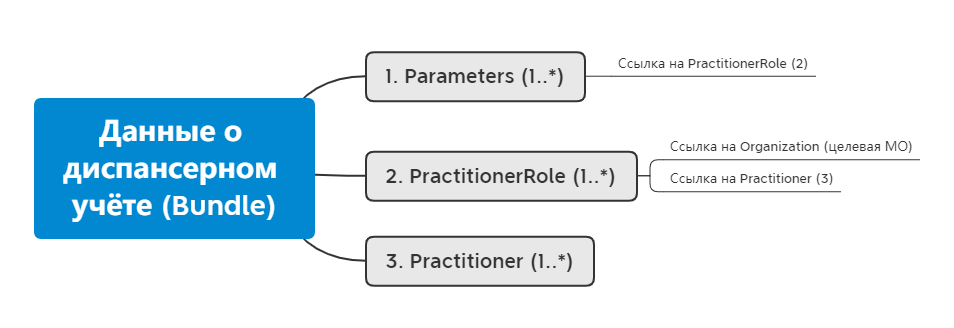 Данные о
диспансерном
учёте (Bundle)
1. Parameters (1..*)
Ссылка на PractitionerRole (2)
2. PractitionerRole (1..*)
Ссылка на Organization (целевая МО)
Ссылка на Practitioner (3)
3. Practitioner (1..*)